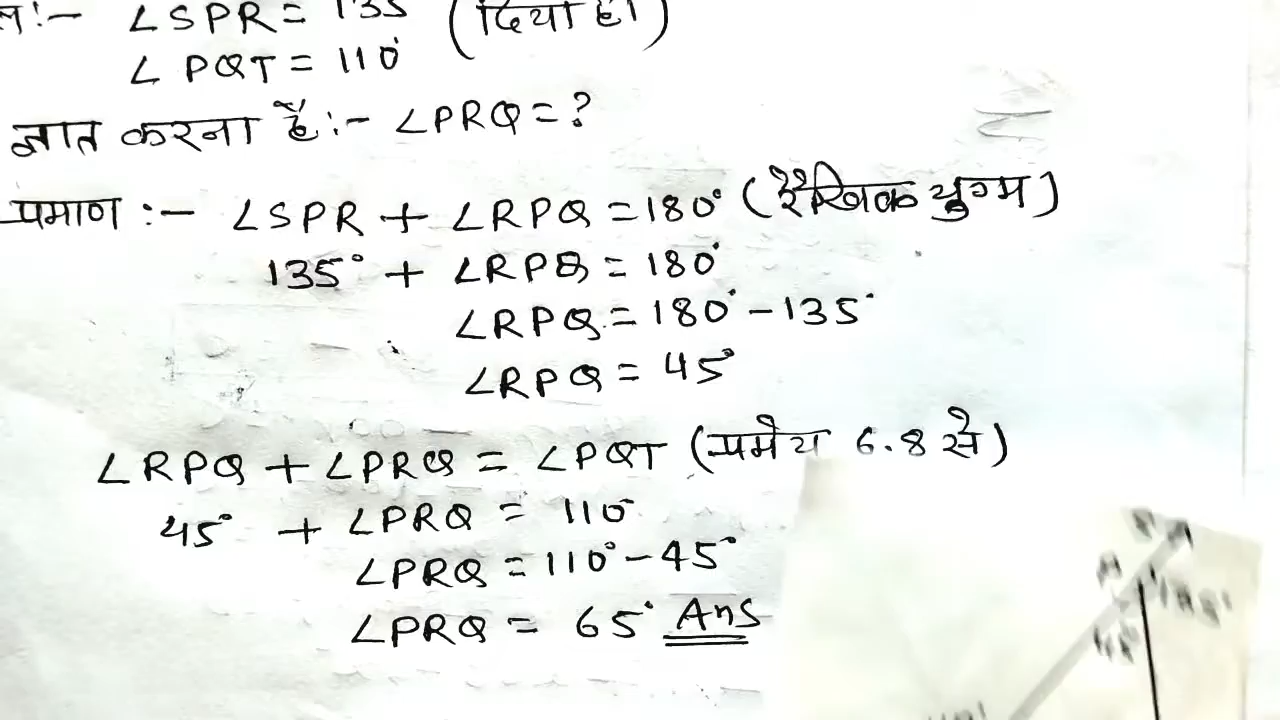 ल:- ∠SPR = 135° (दिया है।)
∠PQT = 110°
ज्ञात करना है:- ∠PRQ = ?
प्रमाण :- ∠SPR + ∠RPQ = 180° (रैखिक युग्म)
135° + ∠RPQ = 180°
∠RPQ = 180° - 135°
∠RPQ = 45°
∠RPQ + ∠PRQ = ∠PQT (प्रमेय 6.8 से)
45° + ∠PRQ = 110°
∠PRQ = 110° - 45°
∠PRQ = 65° Ans